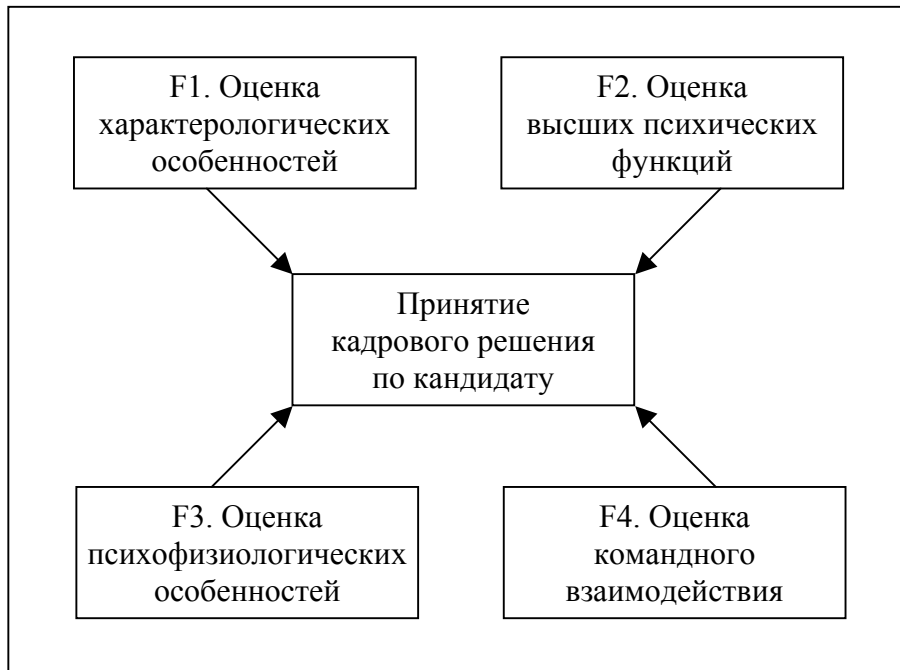 F1. Оценка
характерологических
особенностей
F2. Оценка
высших психических
функций
Принятие
кадрового решения
по кандидату
F3. Оценка
психофизиологических
особенностей
F4. Оценка
командного
взаимодействия